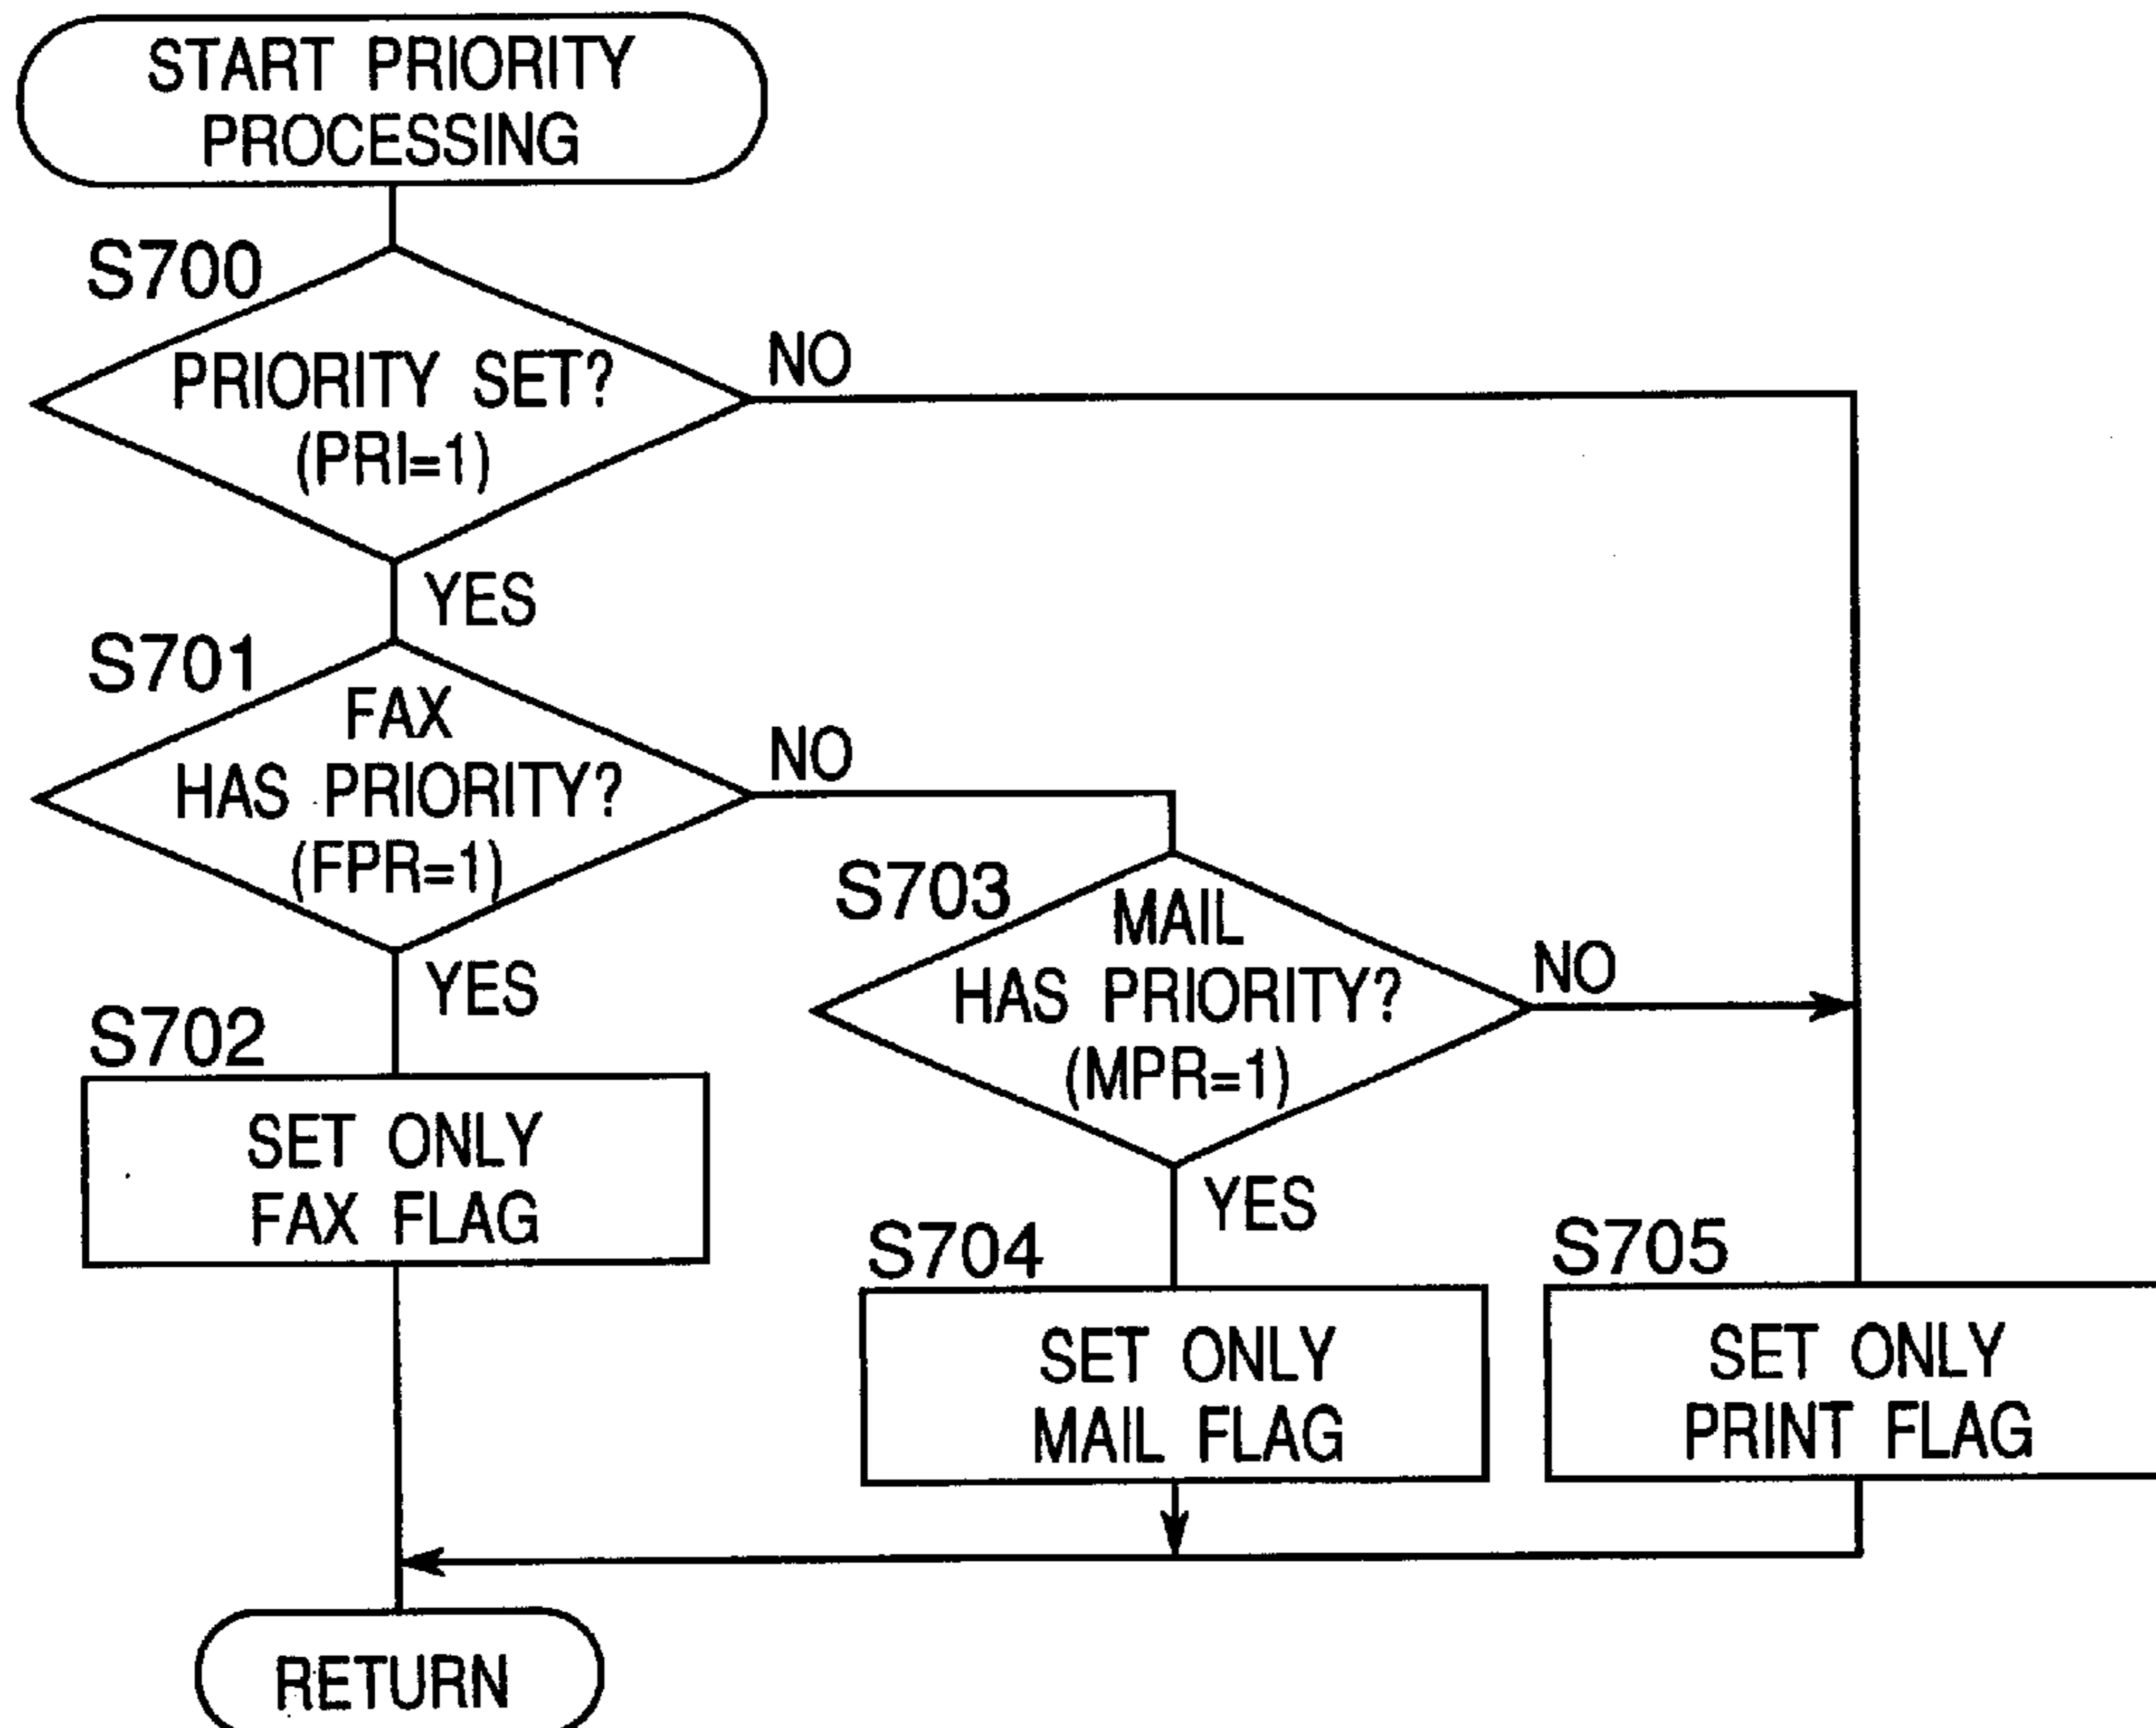 START PRIORITY
PROCESSING
S700
PRIORITY SET?
(PRI=1)
NO
YES
S701
FAX
HAS PRIORITY?
(FPR=1)
NO
YES
S702
SET ONLY
FAX FLAG
S703
MAIL
HAS PRIORITY?
(MPR=1)
NO
YES
S704
SET ONLY
MAIL FLAG
S705
SET ONLY
PRINT FLAG
RETURN